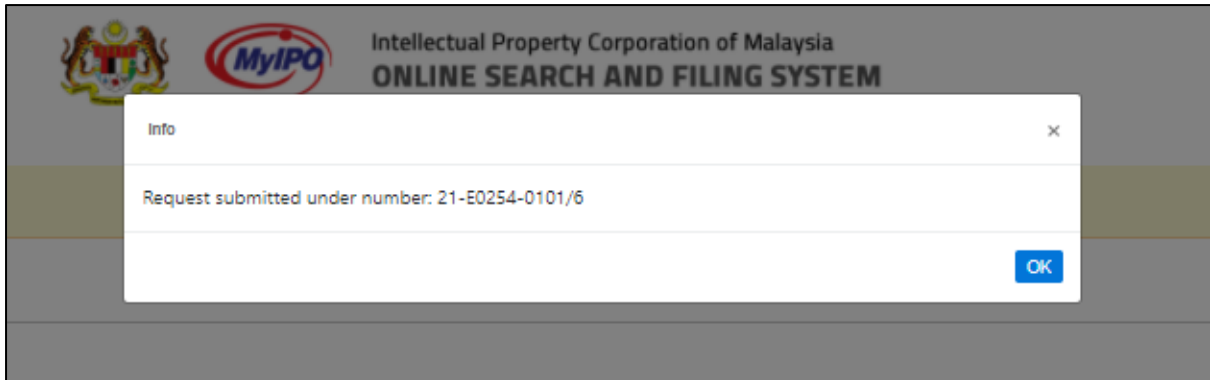 MyIPO
Intellectual Property Corporation of Malaysia
ONLINE SEARCH AND FILING SYSTEM
Info
×
Request submitted under number: 21-E0254-0101/6
OK